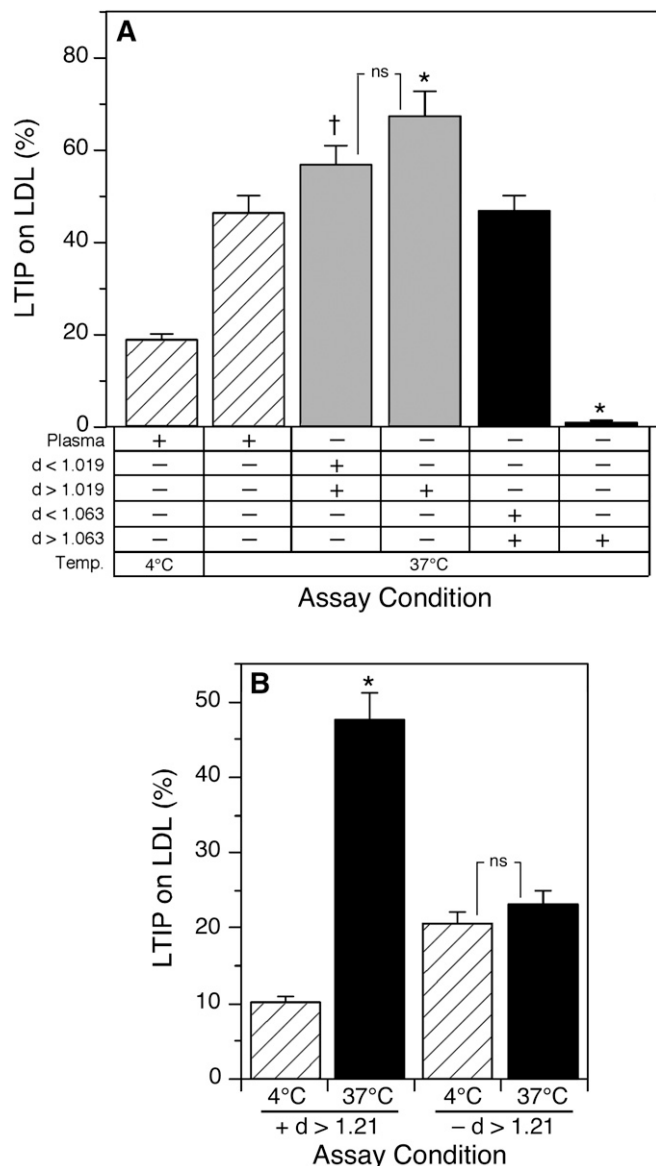 A
LTIP on LDL (%)
80
60
40
20
0
†
ns
*
*
Plasma + + − − − −
d < 1.019 − − + − − −
d > 1.019 − − + + − −
d < 1.063 − − − − + −
d > 1.063 − − − − + +
Temp. 4°C 37°C
Assay Condition
B
LTIP on LDL (%)
50
40
30
20
10
0
*
ns
4°C 37°C 4°C 37°C
+ d > 1.21 − d > 1.21
Assay Condition